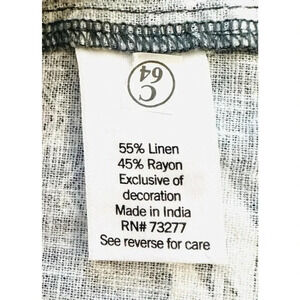 C
64
55% Linen
45% Rayon
Exclusive of
decoration
Made in India
RN# 73277
See reverse for care